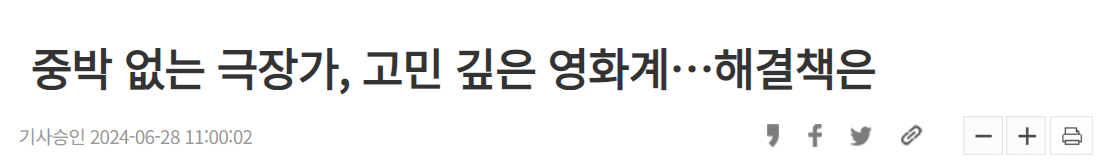 중박 없는 극장가, 고민 깊은 영화계…해결책은
기사승인 2024-06-28 11:00:02